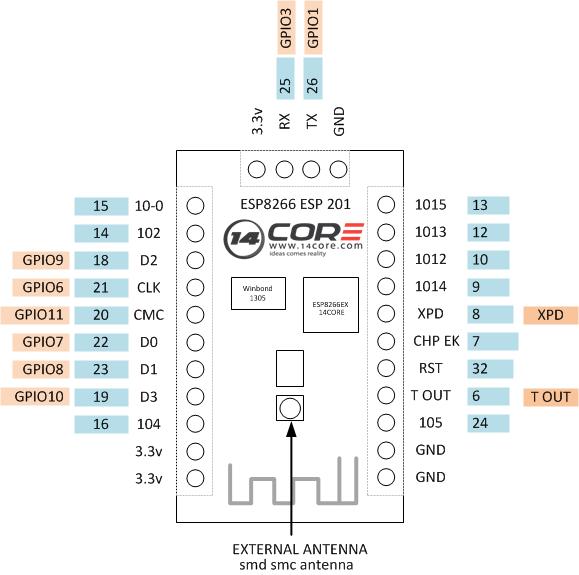 GPIO3 GPIO1
25 26
3.3v RX TX GND
ESP8266 ESP 201
14 CORE
www.14core.com
ideas comes reality
15 10-0
14 102
GPIO9 18 D2
GPIO6 21 CLK
GPIO11 20 CMC
GPIO7 22 D0
GPIO8 23 D1
GPIO10 19 D3
16 104
3.3v
3.3v
Winbond
1305
ESP8266EX
14CORE
1015 13
1013 12
1012 10
1014 9
XPD 8 XPD
CHP EK 7
RST 32
T OUT 6 T OUT
105 24
GND
GND
EXTERNAL ANTENNA
smd smc antenna